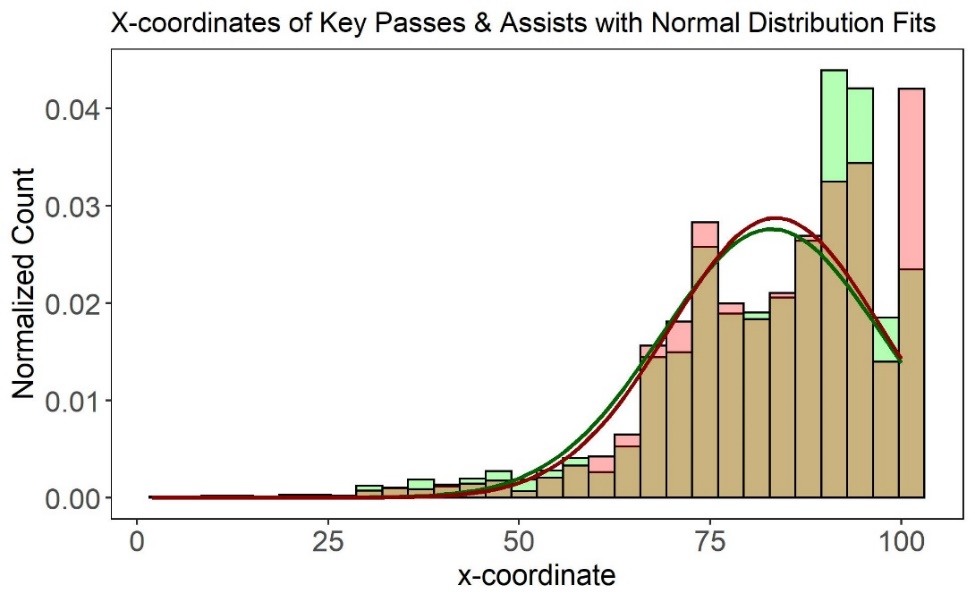 X-coordinates of Key Passes & Assists with Normal Distribution Fits
Normalized Count
0.04
0.03
0.02
0.01
0.00
0 25 50 75 100
x-coordinate